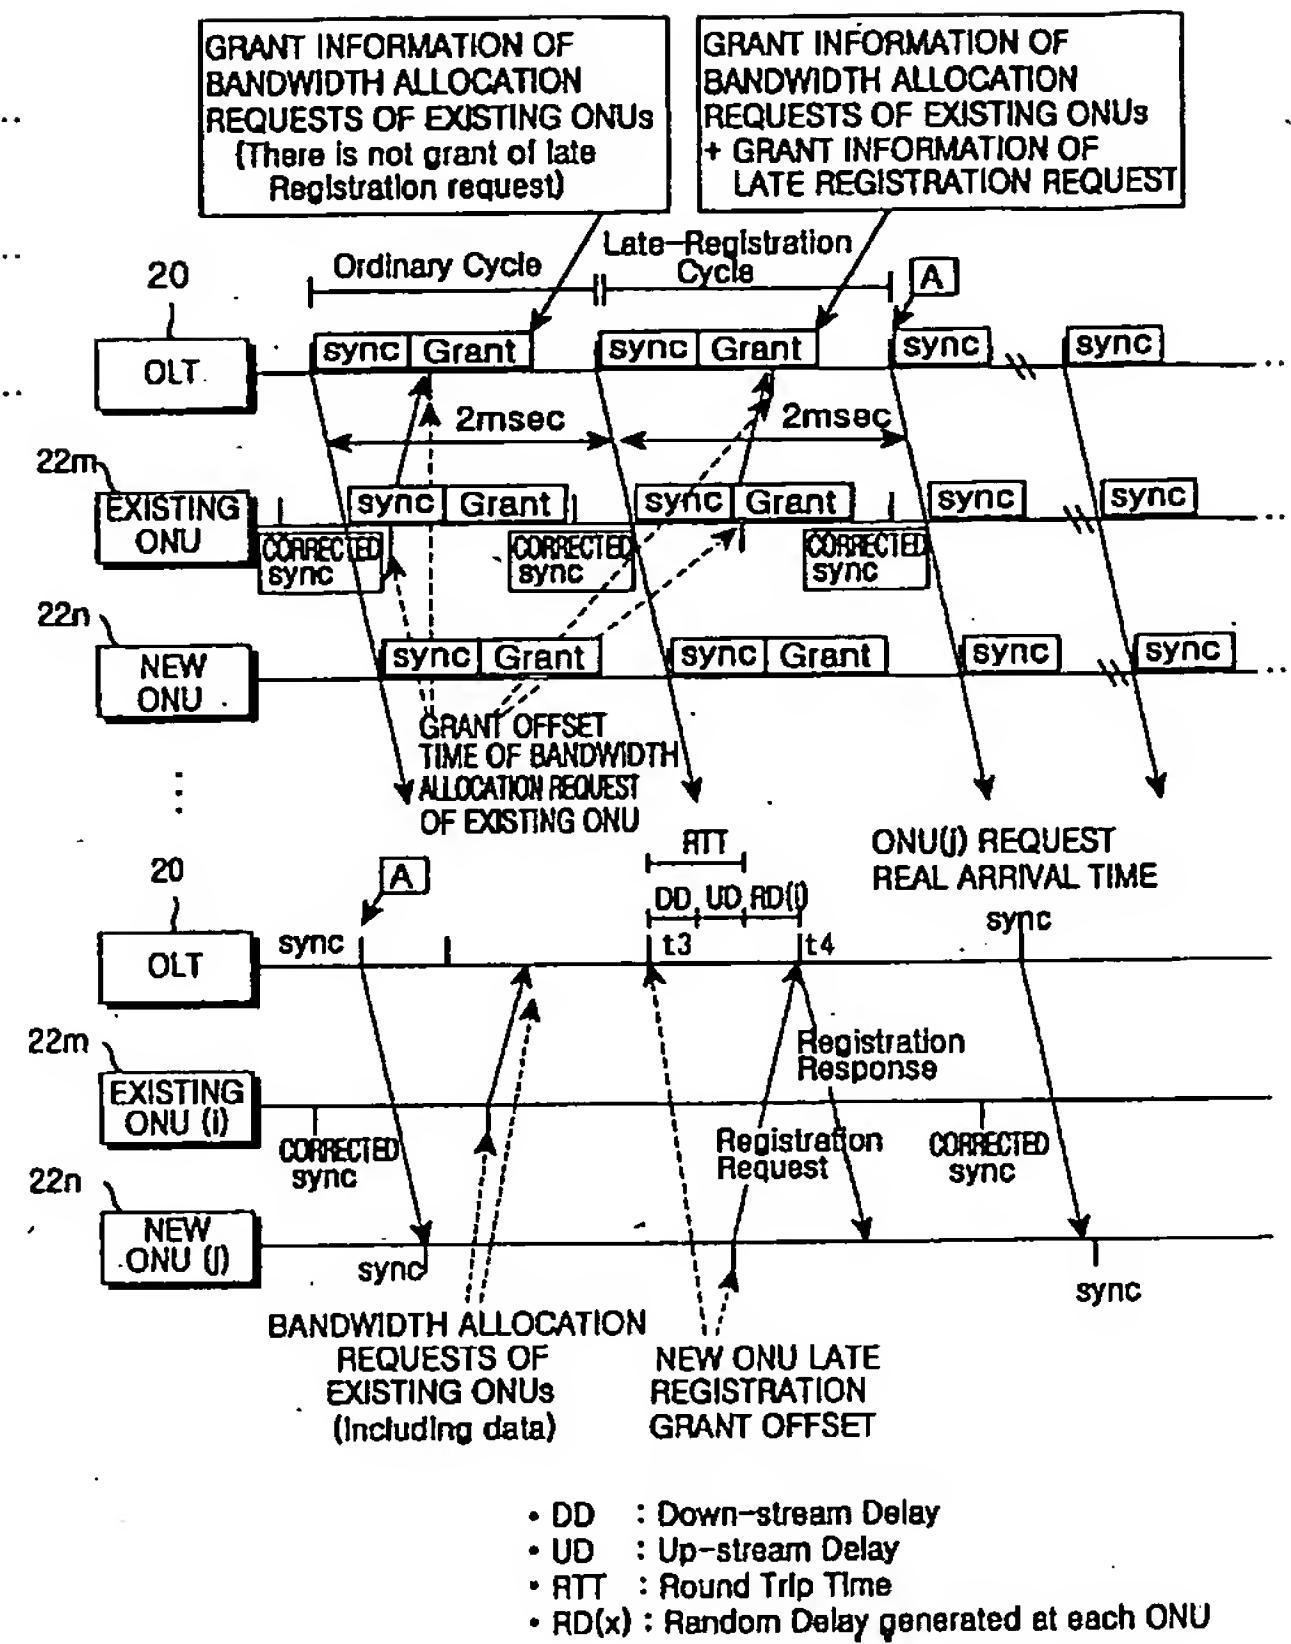 GRANT INFORMATION OF
BANDWIDTH ALLOCATION
REQUESTS OF EXISTING ONUs
(There is not grant of late
Registration request)
GRANT INFORMATION OF
BANDWIDTH ALLOCATION
REQUESTS OF EXISTING ONUs
+ GRANT INFORMATION OF
LATE REGISTRATION REQUEST
Ordinary Cycle
Late-Registration
Cycle
A
20
OLT
sync Grant
sync Grant
sync
sync
2msec
2msec
22m
EXISTING
ONU
sync Grant
sync Grant
sync
sync
CORRECTED
sync
CORRECTED
sync
CORRECTED
sync
22n
NEW
ONU
sync Grant
sync Grant
sync
sync
GRANT OFFSET
TIME OF BANDWIDTH
ALLOCATION REQUEST
OF EXISTING ONU
RTT
DD UD RD(i)
ONU(j) REQUEST
REAL ARRIVAL TIME
20
A
OLT
sync
t3
t4
sync
22m
EXISTING
ONU (i)
Registration
Response
CORRECTED
sync
Registration
Request
CORRECTED
sync
22n
NEW
ONU (j)
sync
sync
BANDWIDTH ALLOCATION
REQUESTS OF
EXISTING ONUs
(Including data)
NEW ONU LATE
REGISTRATION
GRANT OFFSET
• DD : Down-stream Delay
• UD : Up-stream Delay
• RTT : Round Trip Time
• RD(x) : Random Delay generated at each ONU